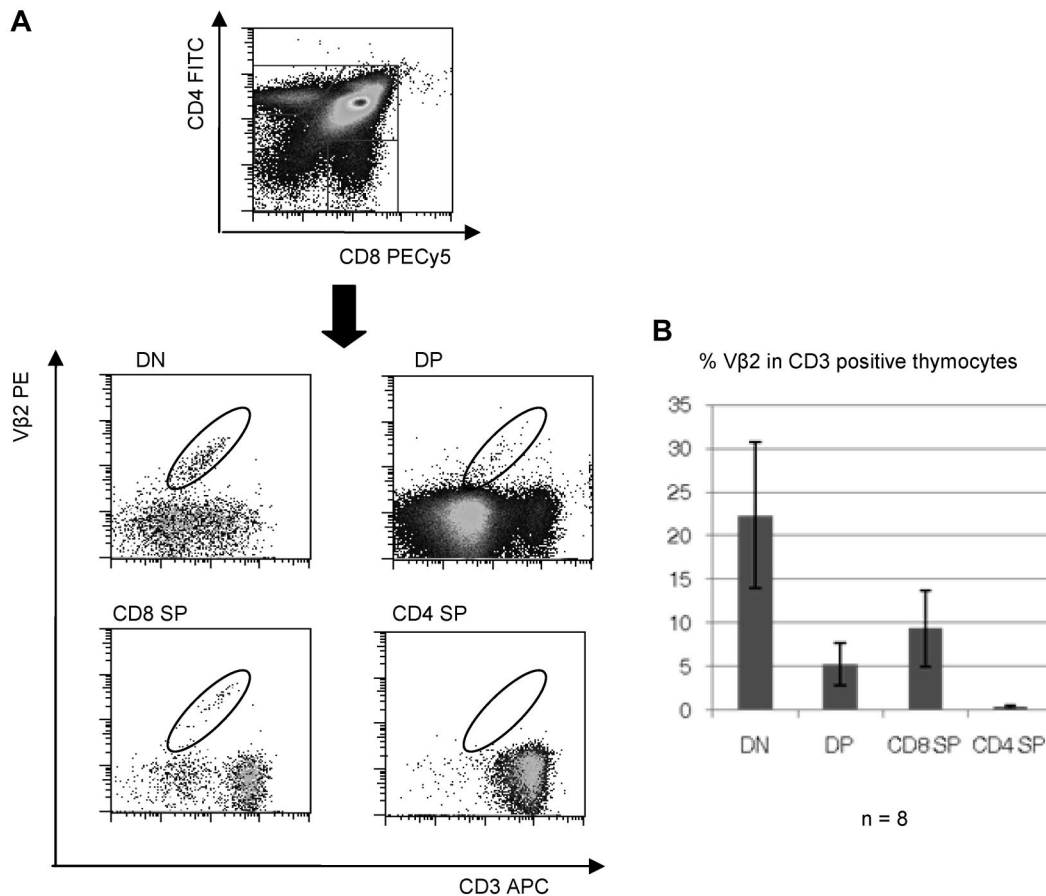 A
CD4 FITC
CD8 PECy5
DN
DP
Vβ2 PE
CD8 SP
CD4 SP
CD3 APC
B
% Vβ2 in CD3 positive thymocytes
35
30
25
20
15
10
5
0
DN DP CD8 SP CD4 SP
n = 8